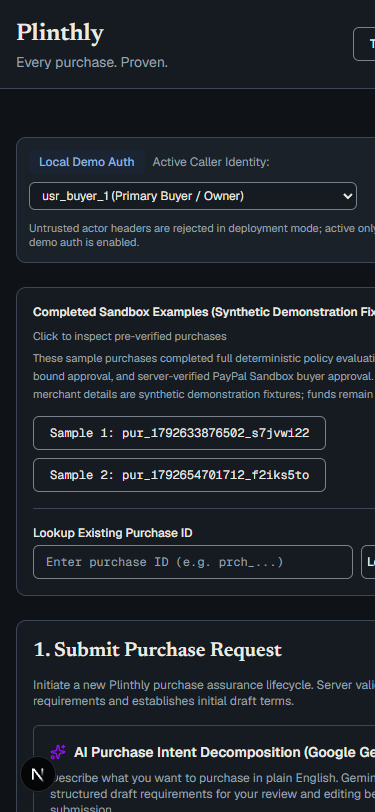 Plinthly
Every purchase. Proven.
T
Local Demo Auth Active Caller Identity:
usr_buyer_1 (Primary Buyer / Owner)
Untrusted actor headers are rejected in deployment mode; active only
demo auth is enabled.
Completed Sandbox Examples (Synthetic Demonstration Fix
Click to inspect pre-verified purchases
These sample purchases completed full deterministic policy evaluati
bound approval, and server-verified PayPal Sandbox buyer approval.
merchant details are synthetic demonstration fixtures; funds remain
Sample 1: pur_1792633876502_s7jvwi22
Sample 2: pur_1792654701712_f2iks5to
Lookup Existing Purchase ID
Enter purchase ID (e.g. prch_...)
Lo
1. Submit Purchase Request
Initiate a new Plinthly purchase assurance lifecycle. Server vali
requirements and establishes initial draft terms.
AI Purchase Intent Decomposition (Google Ge
Describe what you want to purchase in plain English. Gemin
structured draft requirements for your review and editing be
submission.
N